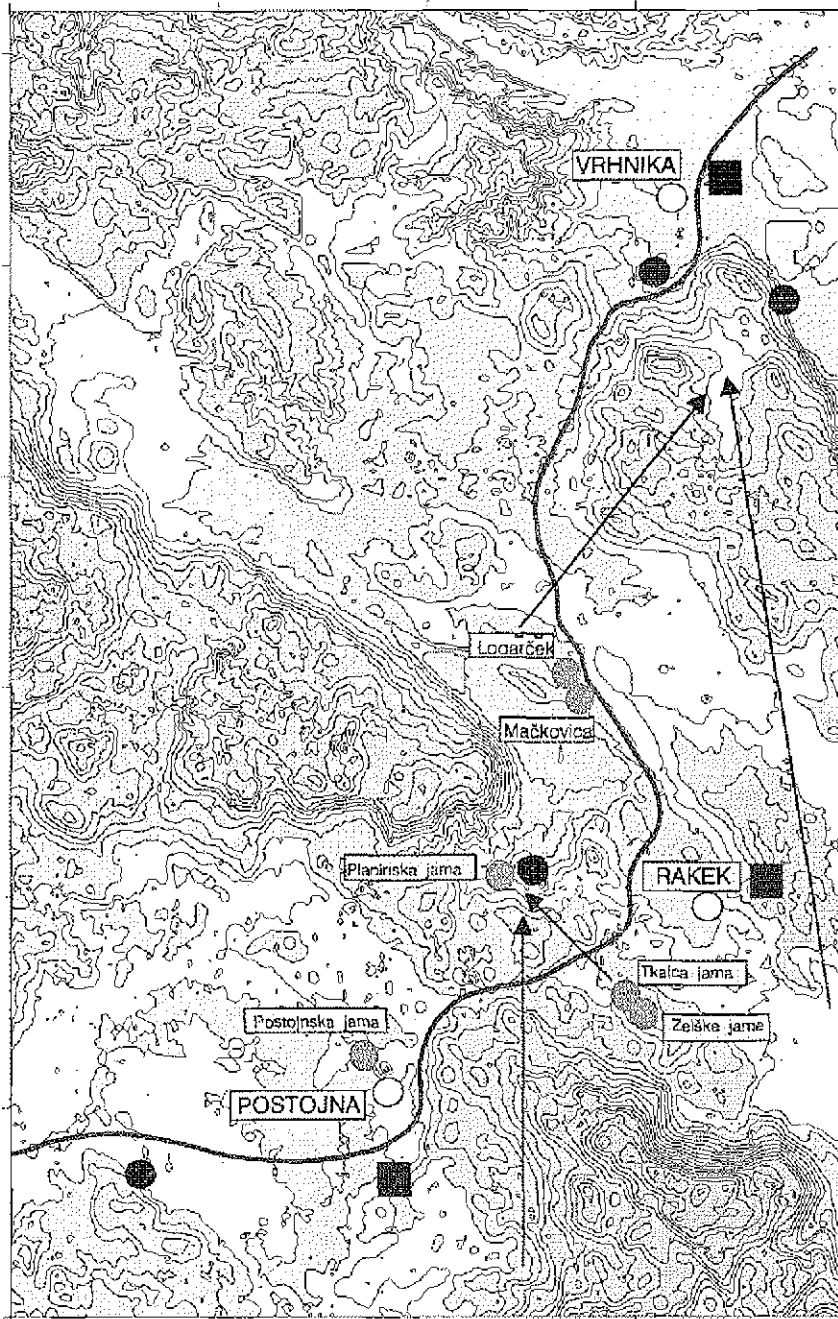 VRHNIKA
Logarček
Mačkovica
Planinska jama
RAKEK
Tkalca jama
Zelške jame
Postojnska jama
POSTOJNA